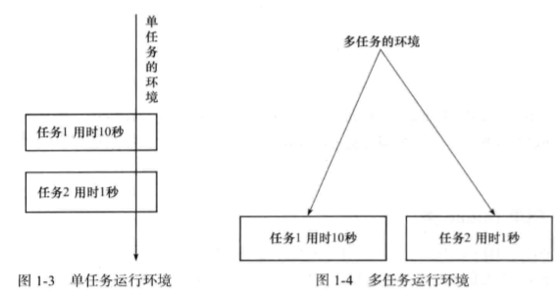 单任务的环境
任务1 用时10秒
任务2 用时1秒
图 1-3 单任务运行环境
多任务的环境
任务1 用时10秒
任务2 用时1秒
图 1-4 多任务运行环境